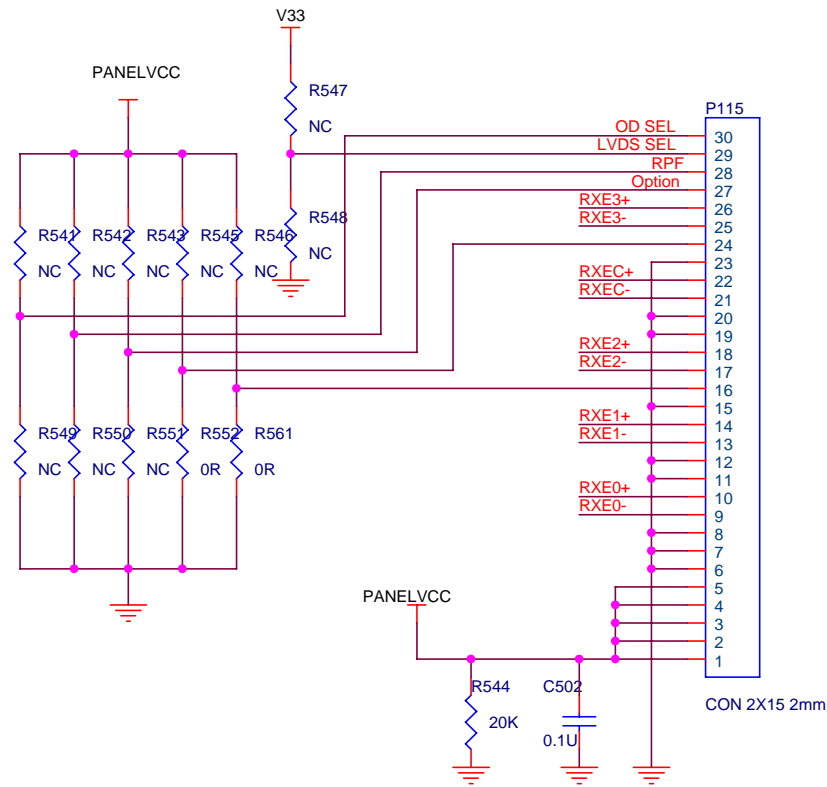 V33
PANELVCC
R547
NC
R548
NC
R541
NC
R542
NC
R543
NC
R545
NC
R546
NC
R549
NC
R550
NC
R551
NC
R552
0R
R561
0R
P115
OD SEL
30
LVDS SEL
29
RPF
28
Option
27
RXE3+
26
RXE3-
25
24
23
RXEC+
22
RXEC-
21
20
19
RXE2+
18
RXE2-
17
16
15
RXE1+
14
RXE1-
13
12
11
RXE0+
10
RXE0-
9
8
7
6
5
4
3
2
1
PANELVCC
R544
20K
C502
0.1U
CON 2X15 2mm